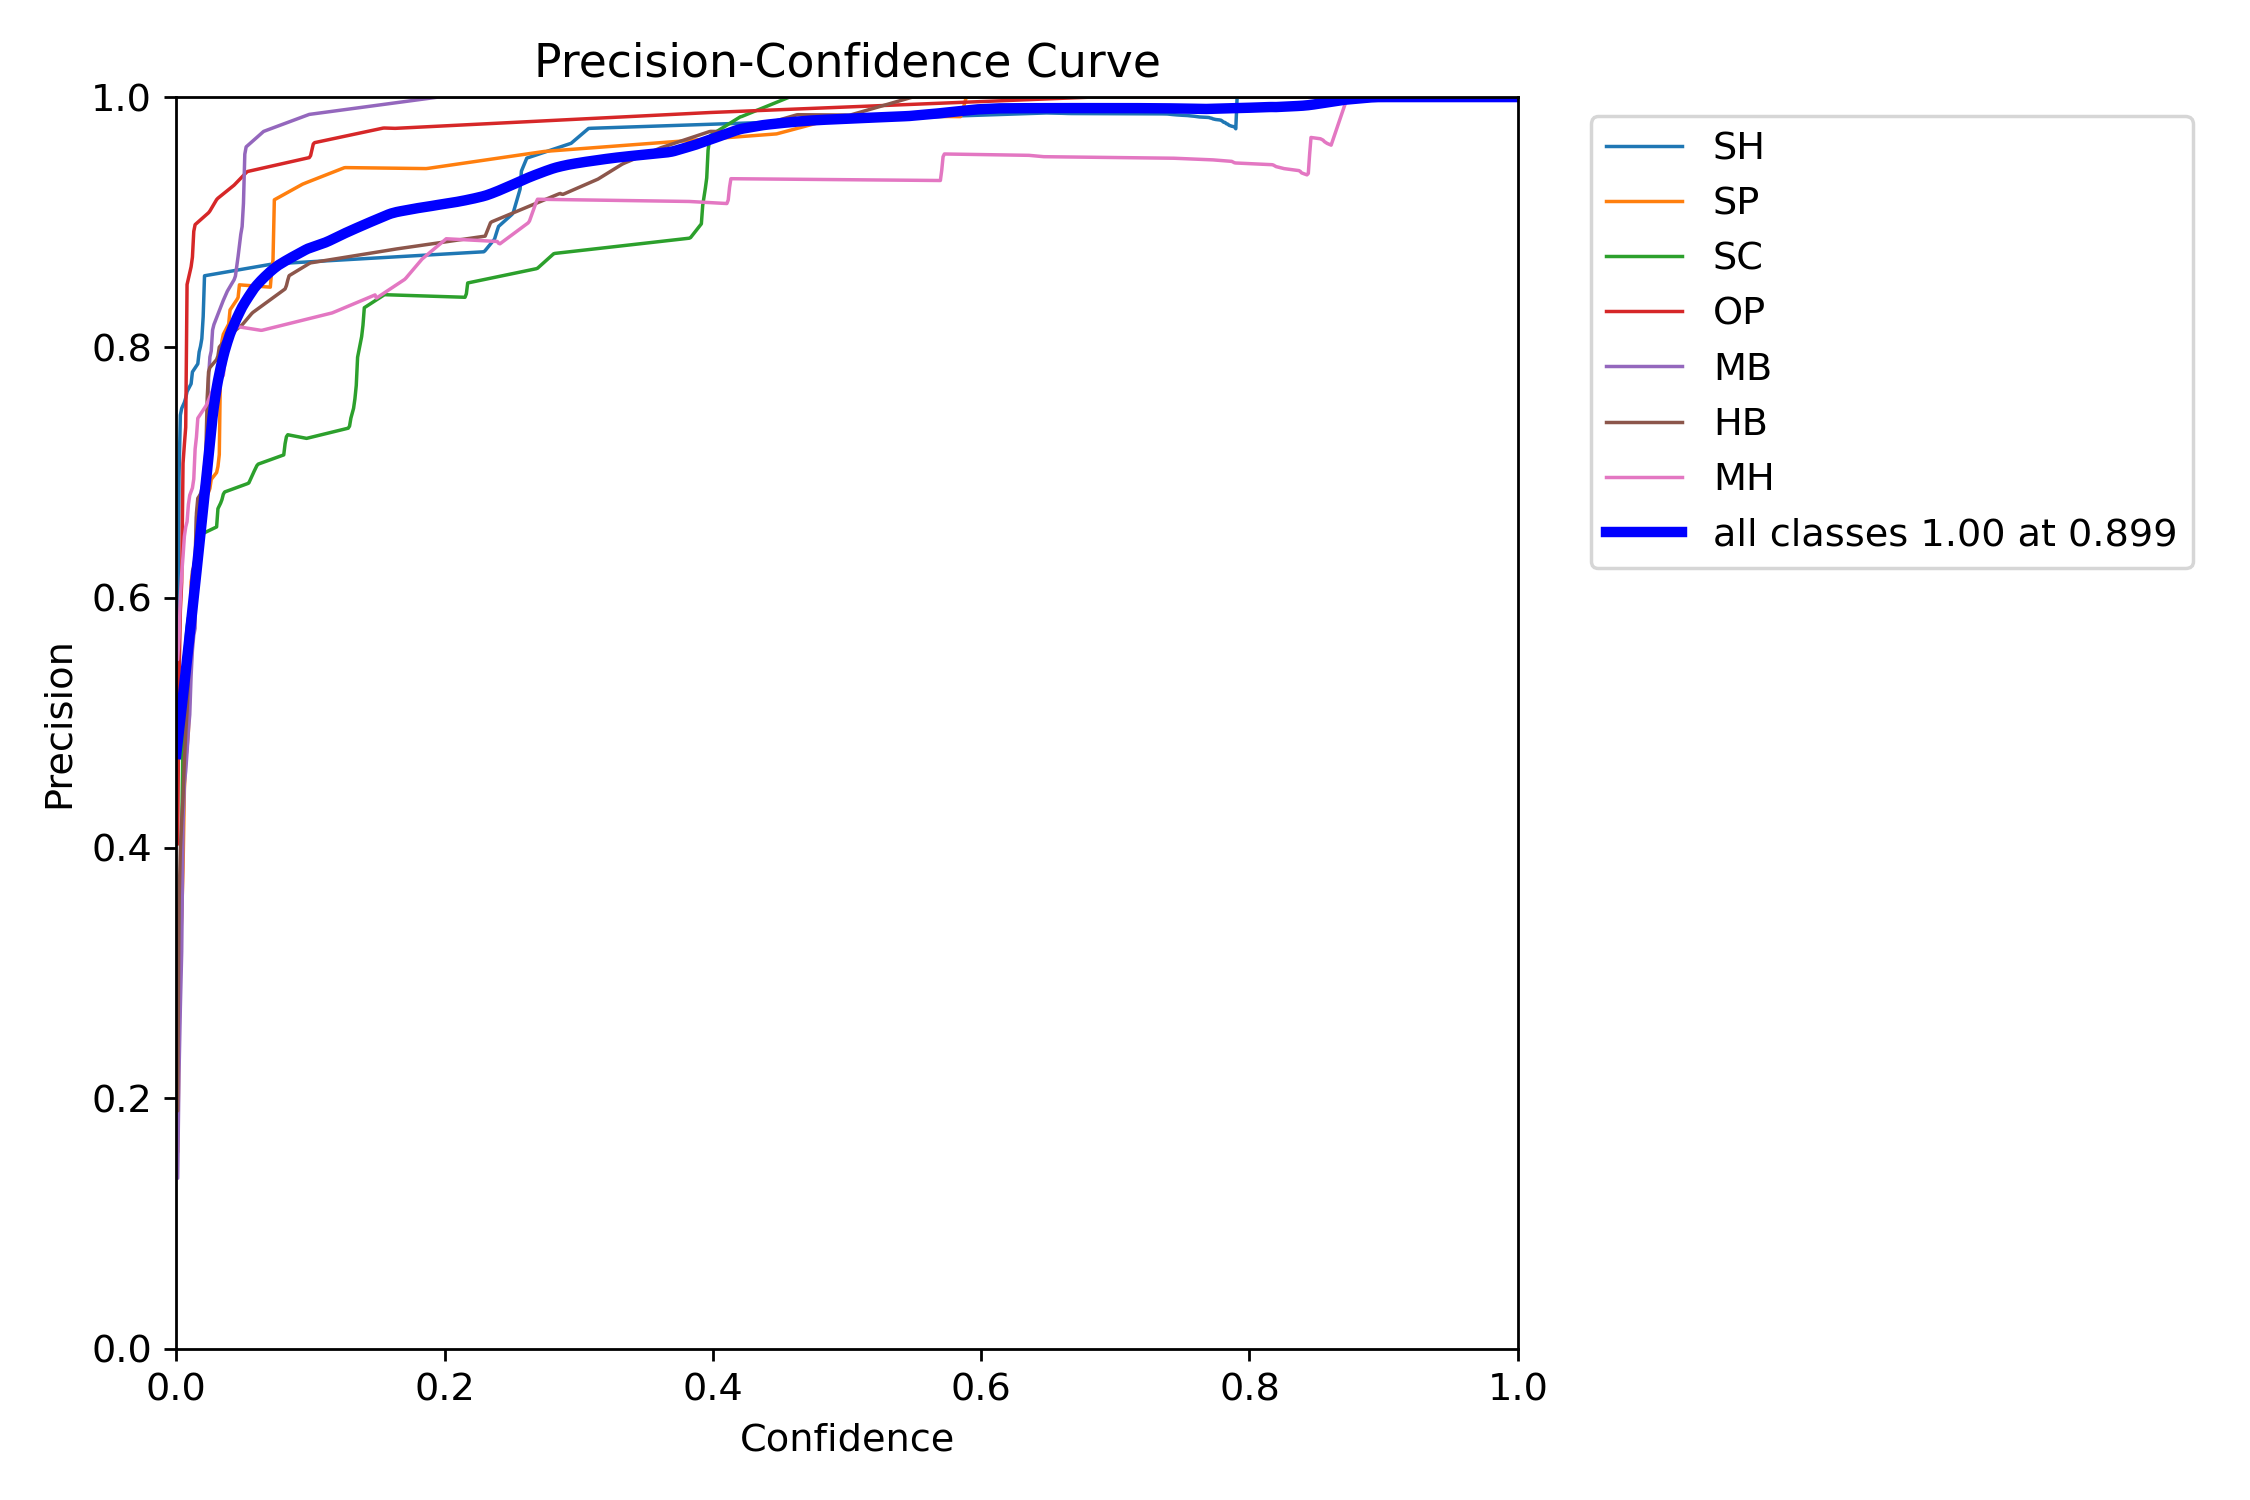 Precision-Confidence Curve
1.0
0.8
0.6
0.4
0.2
0.0
Precision
0.0 0.2 0.4 0.6 0.8 1.0
Confidence
SH
SP
SC
OP
MB
HB
MH
all classes 1.00 at 0.899